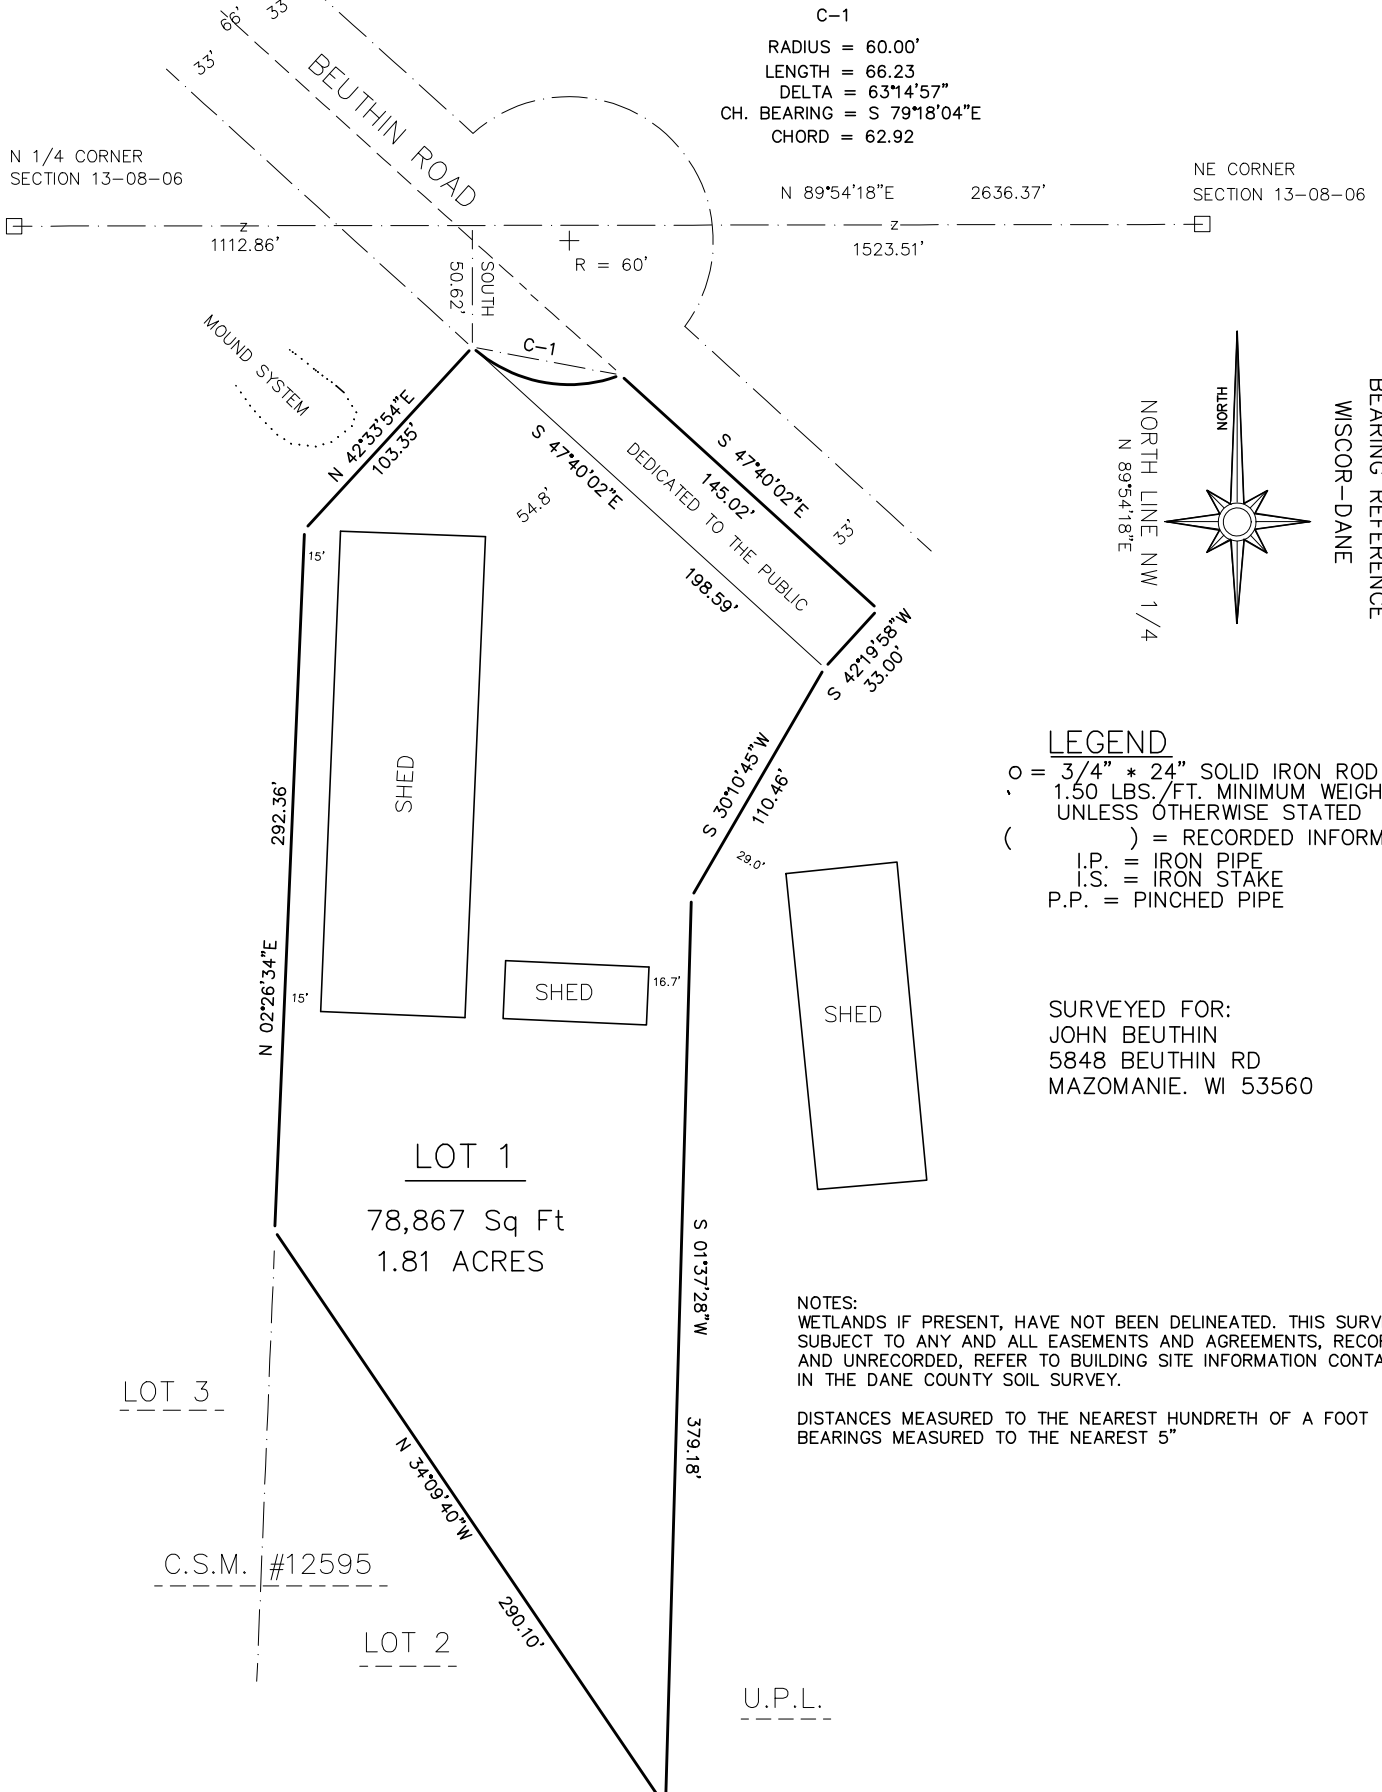 C-1
RADIUS = 60.00'
LENGTH = 66.23
DELTA = 63°14'57"
CH. BEARING = S 79°18'04"E
CHORD = 62.92
33'
66'
33'
BEUTHIN ROAD
N 1/4 CORNER
SECTION 13-08-06
NE CORNER
SECTION 13-08-06
N 89°54'18"E 2636.37'
z
z
1112.86'
1523.51'
R = 60'
SOUTH
50.62'
C-1
MOUND SYSTEM
N 42°33'54"E
103.35'
S 47°40'02"E
198.59'
54.8'
DEDICATED TO THE PUBLIC
S 47°40'02"E
145.02'
33'
S 42°19'58"W
33.00'
NORTH
NORTH LINE NW 1/4
N 89°54'18"E
BEARING REFERENCE
WISCOR-DANE
15'
SHED
292.36'
N 02°26'34"E
15'
S 30°10'45"W
110.46'
29.0'
SHED
16.7'
SHED
LEGEND
O = 3/4" * 24" SOLID IRON ROD
1.50 LBS./FT. MINIMUM WEIGH
UNLESS OTHERWISE STATED
( ) = RECORDED INFORM
I.P. = IRON PIPE
I.S. = IRON STAKE
P.P. = PINCHED PIPE
SURVEYED FOR:
JOHN BEUTHIN
5848 BEUTHIN RD
MAZOMANIE. WI 53560
LOT 1
78,867 Sq Ft
1.81 ACRES
S 01°37'28"W
379.18'
NOTES:
WETLANDS IF PRESENT, HAVE NOT BEEN DELINEATED. THIS SURV
SUBJECT TO ANY AND ALL EASEMENTS AND AGREEMENTS, RECOR
AND UNRECORDED, REFER TO BUILDING SITE INFORMATION CONTA
IN THE DANE COUNTY SOIL SURVEY.
DISTANCES MEASURED TO THE NEAREST HUNDRETH OF A FOOT
BEARINGS MEASURED TO THE NEAREST 5"
LOT 3
N 34°09'40"W
290.10'
C.S.M. #12595
LOT 2
U.P.L.